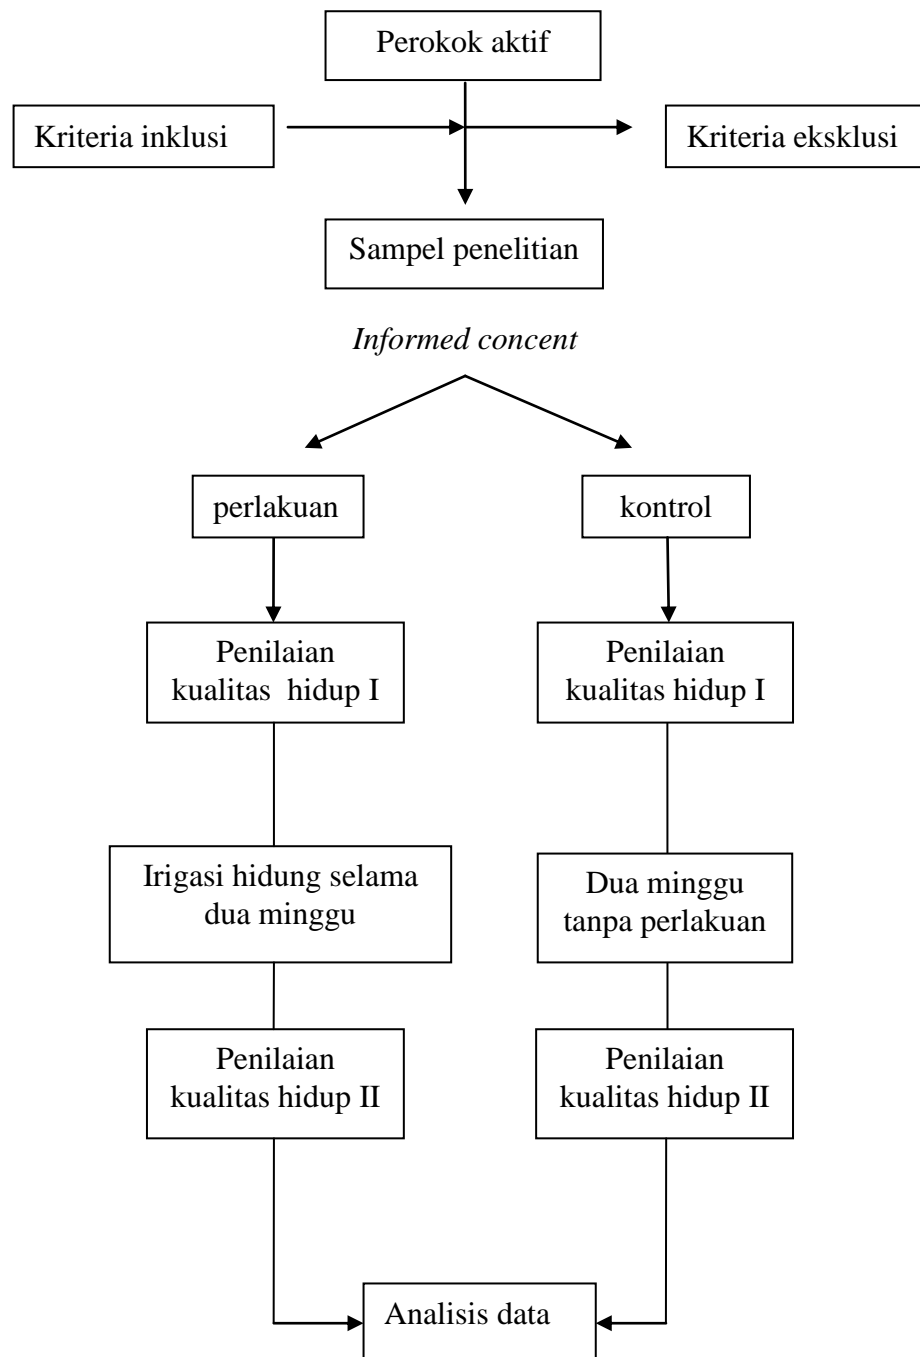 Perokok aktif
Kriteria inklusi
Kriteria eksklusi
Sampel penelitian
Informed concent
perlakuan
kontrol
Penilaian
kualitas hidup I
Penilaian
kualitas hidup I
Irigasi hidung selama
dua minggu
Dua minggu
tanpa perlakuan
Penilaian
kualitas hidup II
Penilaian
kualitas hidup II
Analisis data